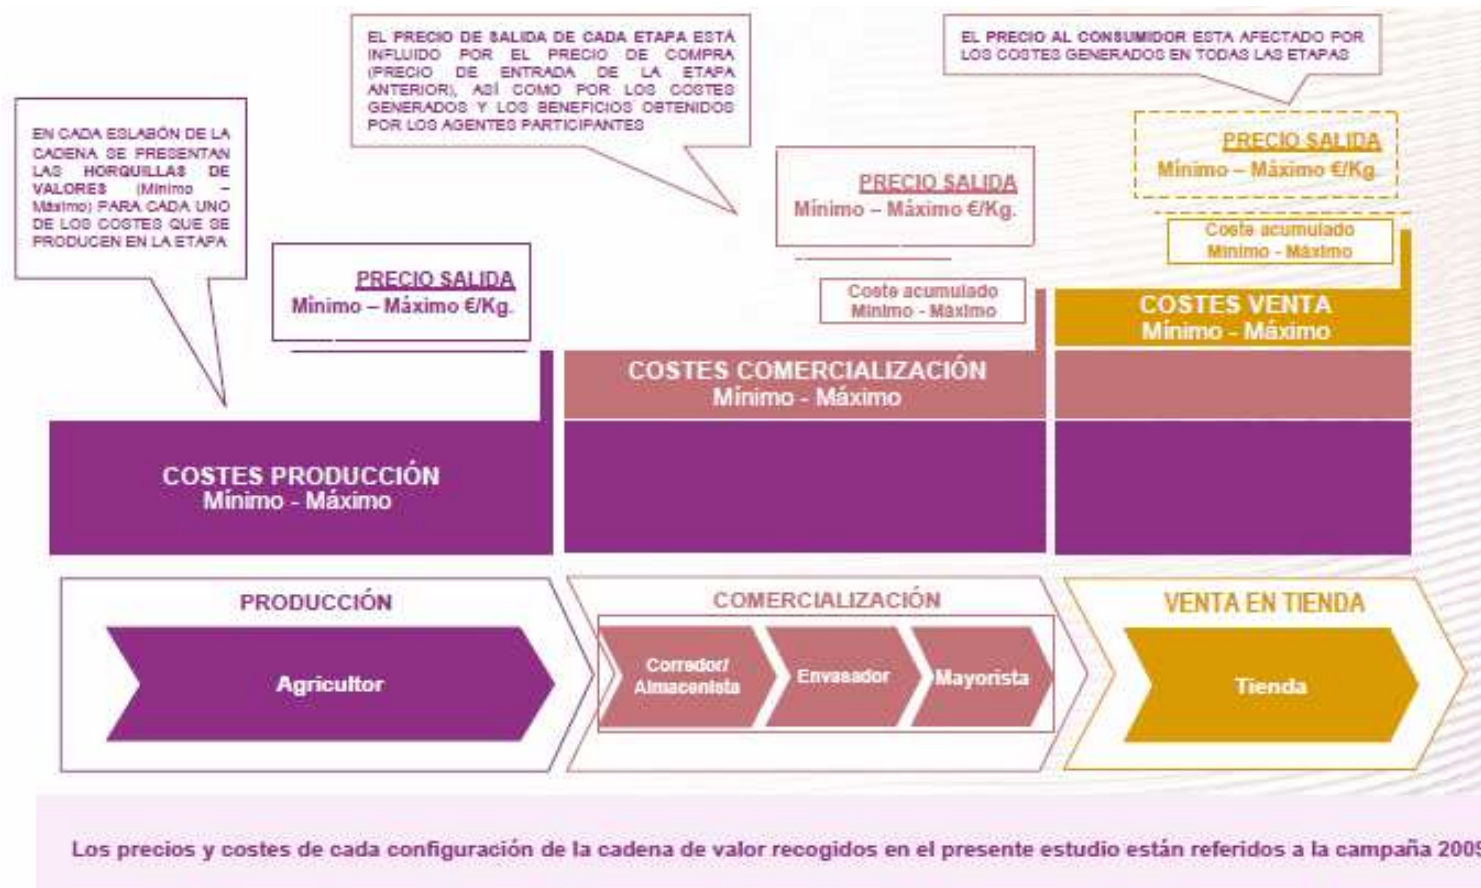 EL PRECIO DE SALIDA DE CADA ETAPA ESTÁ
INFLUIDO POR EL PRECIO DE COMPRA
(PRECIO DE ENTRADA DE LA ETAPA
ANTERIOR), ASÍ COMO POR LOS COSTES
GENERADOS Y LOS BENEFICIOS OBTENIDOS
POR LOS AGENTES PARTICIPANTES
EL PRECIO AL CONSUMIDOR ESTA AFECTADO POR
LOS COSTES GENERADOS EN TODAS LAS ETAPAS
EN CADA ESLABÓN DE LA
CADENA SE PRESENTAN
LAS HORQUILLAS DE
VALORES (Mínimo –
Máximo) PARA CADA UNO
DE LOS COSTES QUE SE
PRODUCEN EN LA ETAPA
PRECIO SALIDA
Mínimo – Máximo €/Kg.
PRECIO SALIDA
Mínimo – Máximo €/Kg.
PRECIO SALIDA
Mínimo – Máximo €/Kg.
Coste acumulado
Mínimo - Máximo
Coste acumulado
Mínimo - Máximo
COSTES VENTA
Mínimo - Máximo
COSTES COMERCIALIZACIÓN
Mínimo - Máximo
COSTES PRODUCCIÓN
Mínimo - Máximo
PRODUCCIÓN
COMERCIALIZACIÓN
VENTA EN TIENDA
Agricultor
Corredor/
Almacenista
Envasador
Mayorista
Tienda
Los precios y costes de cada configuración de la cadena de valor recogidos en el presente estudio están referidos a la campaña 2009